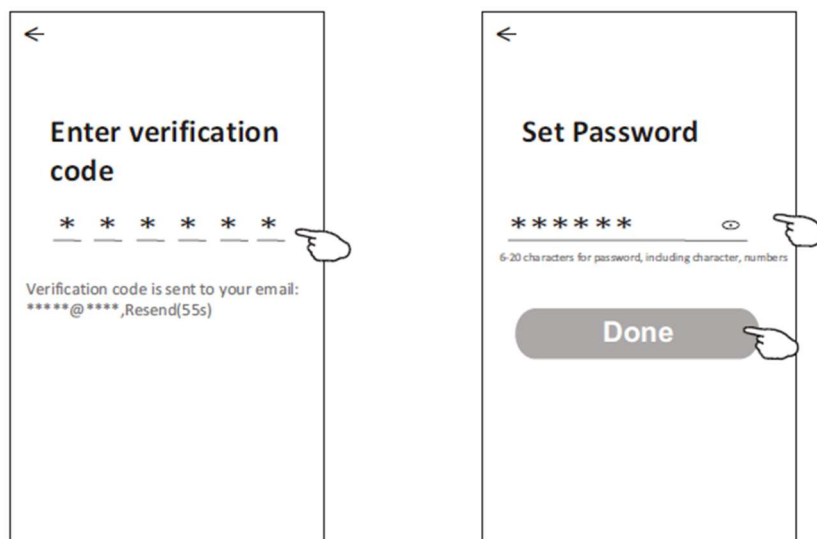 Enter verification
code
* * * * * *
Verification code is sent to your email:
*****@****,Resend(55s)
Set Password
******
6-20 characters for password, including character, numbers
Done